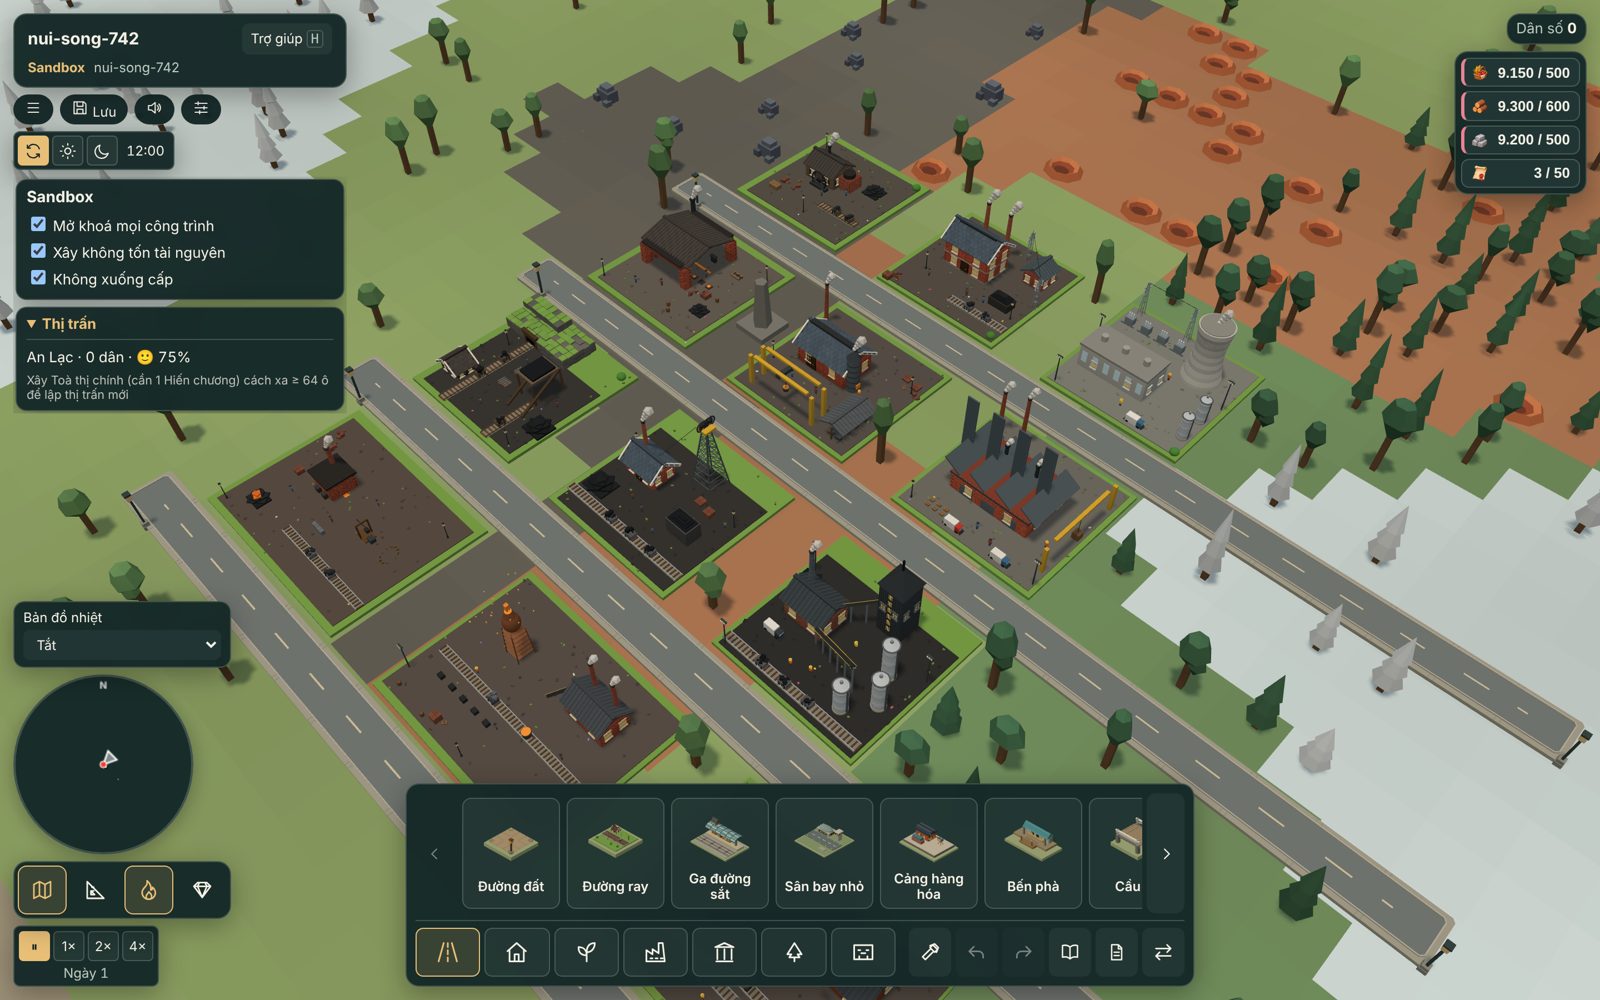 nui-song-742
Trợ giúp H
Sandbox nui-song-742
Lưu
12:00
Sandbox
Mở khoá mọi công trình
Xây không tốn tài nguyên
Không xuống cấp
▼ Thị trấn
An Lạc · 0 dân · 🙂 75%
Xây Toà thị chính (cần 1 Hiến chương) cách xa ≥ 64 ô
để lập thị trấn mới
Dân số 0
9.150 / 500
9.300 / 600
9.200 / 500
3 / 50
Bản đồ nhiệt
Tắt
N
1×
2×
4×
Ngày 1
Đường đất
Đường ray
Ga đường
sắt
Sân bay nhỏ
Cảng hàng
hóa
Bến phà
Cầu